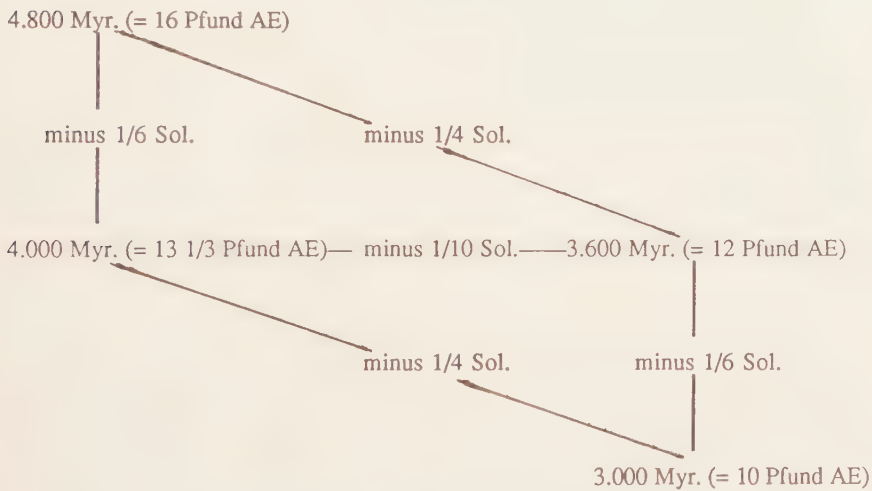 4.800 Myr. (= 16 Pfund AE)
minus 1/6 Sol. minus 1/4 Sol.
4.000 Myr. (= 13 1/3 Pfund AE)— minus 1/10 Sol.—3.600 Myr. (= 12 Pfund AE)
minus 1/4 Sol. minus 1/6 Sol.
3.000 Myr. (= 10 Pfund AE)